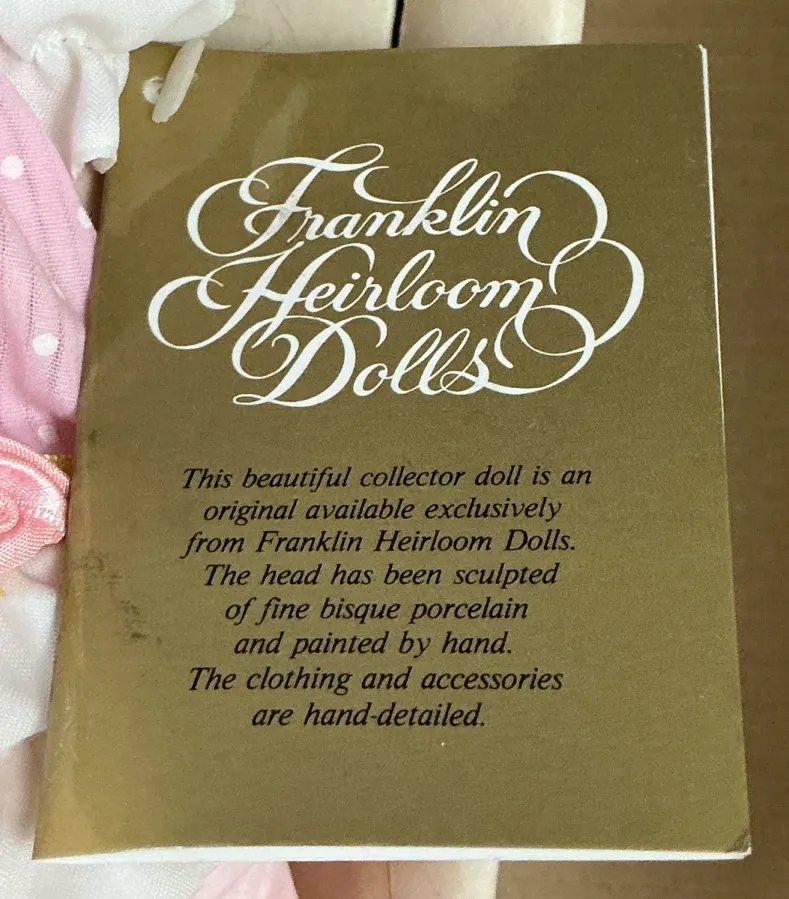 Franklin
Heirloom
Dolls
This beautiful collector doll is an
original available exclusively
from Franklin Heirloom Dolls.
The head has been sculpted
of fine bisque porcelain
and painted by hand.
The clothing and accessories
are hand-detailed.